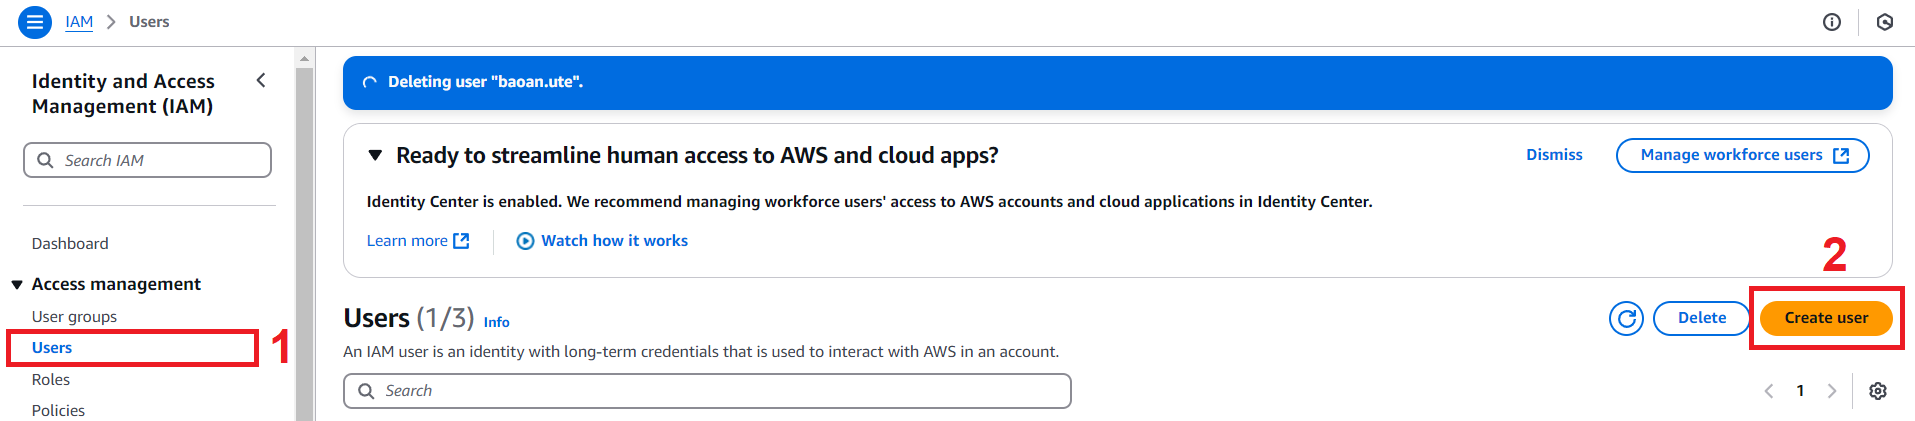 IAM > Users
Identity and Access
Management (IAM)
Search IAM
Dashboard
Access management
User groups
Users
1
Roles
Policies
Deleting user "baoan.ute".
Ready to streamline human access to AWS and cloud apps?
Dismiss
Manage workforce users
Identity Center is enabled. We recommend managing workforce users' access to AWS accounts and cloud applications in Identity Center.
Learn more
Watch how it works
2
Users (1/3) Info
Delete
Create user
An IAM user is an identity with long-term credentials that is used to interact with AWS in an account.
Search
1